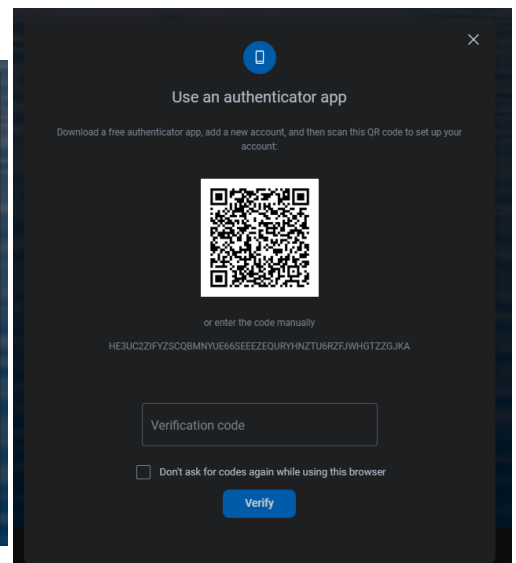 Use an authenticator app
Download a free authenticator app, add a new account, and then scan this QR code to set up your
account:
or enter the code manually
HE3UC2ZIFYZSCQBMNYUE66SEEEZEQURYHNZTU6RZFJWHGTZZGJKA
Verification code
Don't ask for codes again while using this browser
Verify